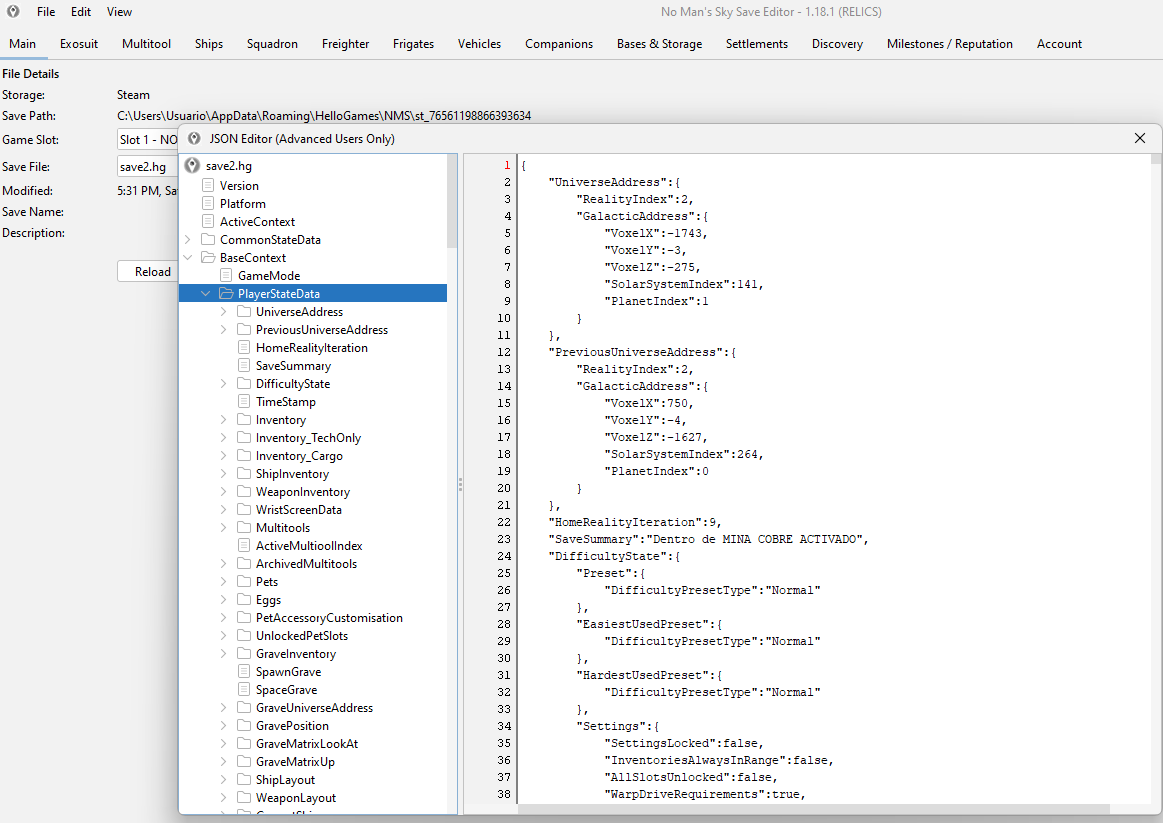 File Edit View
No Man's Sky Save Editor - 1.18.1 (RELICS)
Main Exosuit Multitool Ships Squadron Freighter Frigates Vehicles Companions Bases & Storage Settlements Discovery Milestones / Reputation Account
File Details
Storage: Steam
Save Path: C:\Users\Usuario\AppData\Roaming\HelloGames\NMS\st_76561198866393634
Game Slot: Slot 1 - NO
Save File: save2.hg
Modified: 5:31 PM, Sa
Save Name:
Description:
Reload
JSON Editor (Advanced Users Only)
save2.hg
Version
Platform
ActiveContext
CommonStateData
BaseContext
GameMode
PlayerStateData
UniverseAddress
PreviousUniverseAddress
HomeRealityIteration
SaveSummary
DifficultyState
TimeStamp
Inventory
Inventory_TechOnly
Inventory_Cargo
ShipInventory
WeaponInventory
WristScreenData
Multitools
ActiveMultioolIndex
ArchivedMultitools
Pets
Eggs
PetAccessoryCustomisation
UnlockedPetSlots
GraveInventory
SpawnGrave
SpaceGrave
GraveUniverseAddress
GravePosition
GraveMatrixLookAt
GraveMatrixUp
ShipLayout
WeaponLayout
1 {
2 "UniverseAddress":{
3 "RealityIndex":2,
4 "GalacticAddress":{
5 "VoxelX":-1743,
6 "VoxelY":-3,
7 "VoxelZ":-275,
8 "SolarSystemIndex":141,
9 "PlanetIndex":1
10 }
11 },
12 "PreviousUniverseAddress":{
13 "RealityIndex":2,
14 "GalacticAddress":{
15 "VoxelX":750,
16 "VoxelY":-4,
17 "VoxelZ":-1627,
18 "SolarSystemIndex":264,
19 "PlanetIndex":0
20 }
21 },
22 "HomeRealityIteration":9,
23 "SaveSummary":"Dentro de MINA COBRE ACTIVADO",
24 "DifficultyState":{
25 "Preset":{
26 "DifficultyPresetType":"Normal"
27 },
28 "EasiestUsedPreset":{
29 "DifficultyPresetType":"Normal"
30 },
31 "HardestUsedPreset":{
32 "DifficultyPresetType":"Normal"
33 },
34 "Settings":{
35 "SettingsLocked":false,
36 "InventoriesAlwaysInRange":false,
37 "AllSlotsUnlocked":false,
38 "WarpDriveRequirements":true,